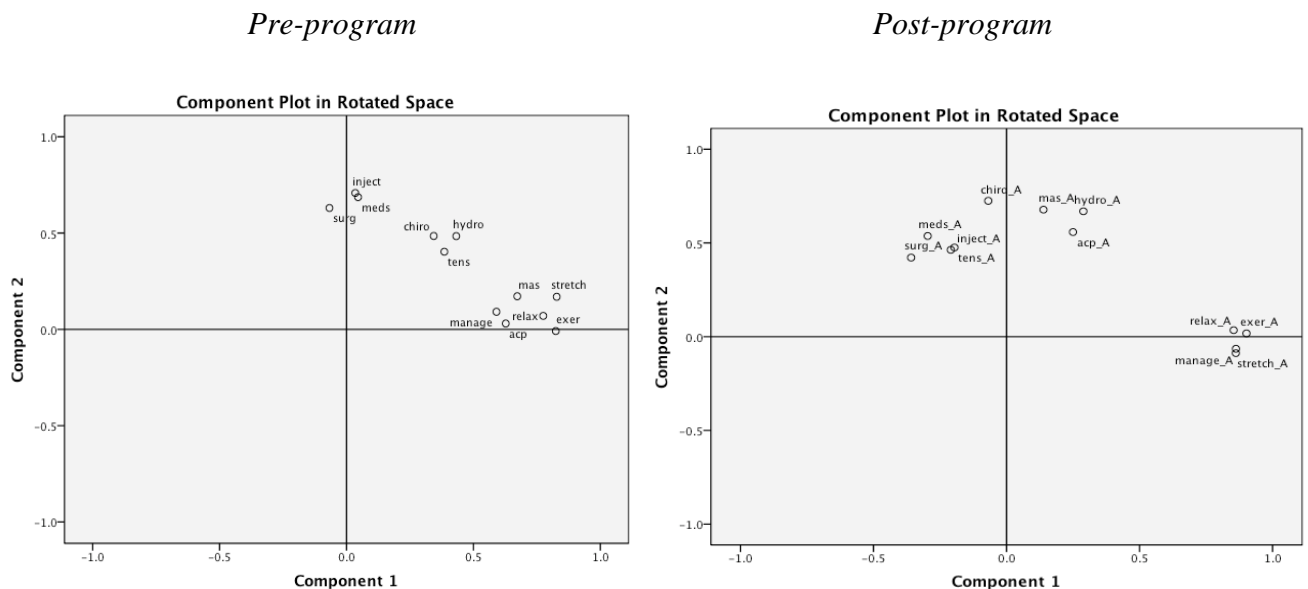 Pre-program
Component Plot in Rotated Space
Component 2
1.0
0.5
0.0
-0.5
-1.0
inject
meds
surg
chiro
hydro
tens
mas
stretch
manage
relax
exer
acp
-1.0
-0.5
0.0
0.5
1.0
Component 1
Post-program
Component Plot in Rotated Space
Component 2
1.0
0.5
0.0
-0.5
-1.0
chiro_A
mas_A
hydro_A
meds_A
acp_A
surg_A
inject_A
tens_A
relax_A
exer_A
manage_A
stretch_A
-1.0
-0.5
0.0
0.5
1.0
Component 1